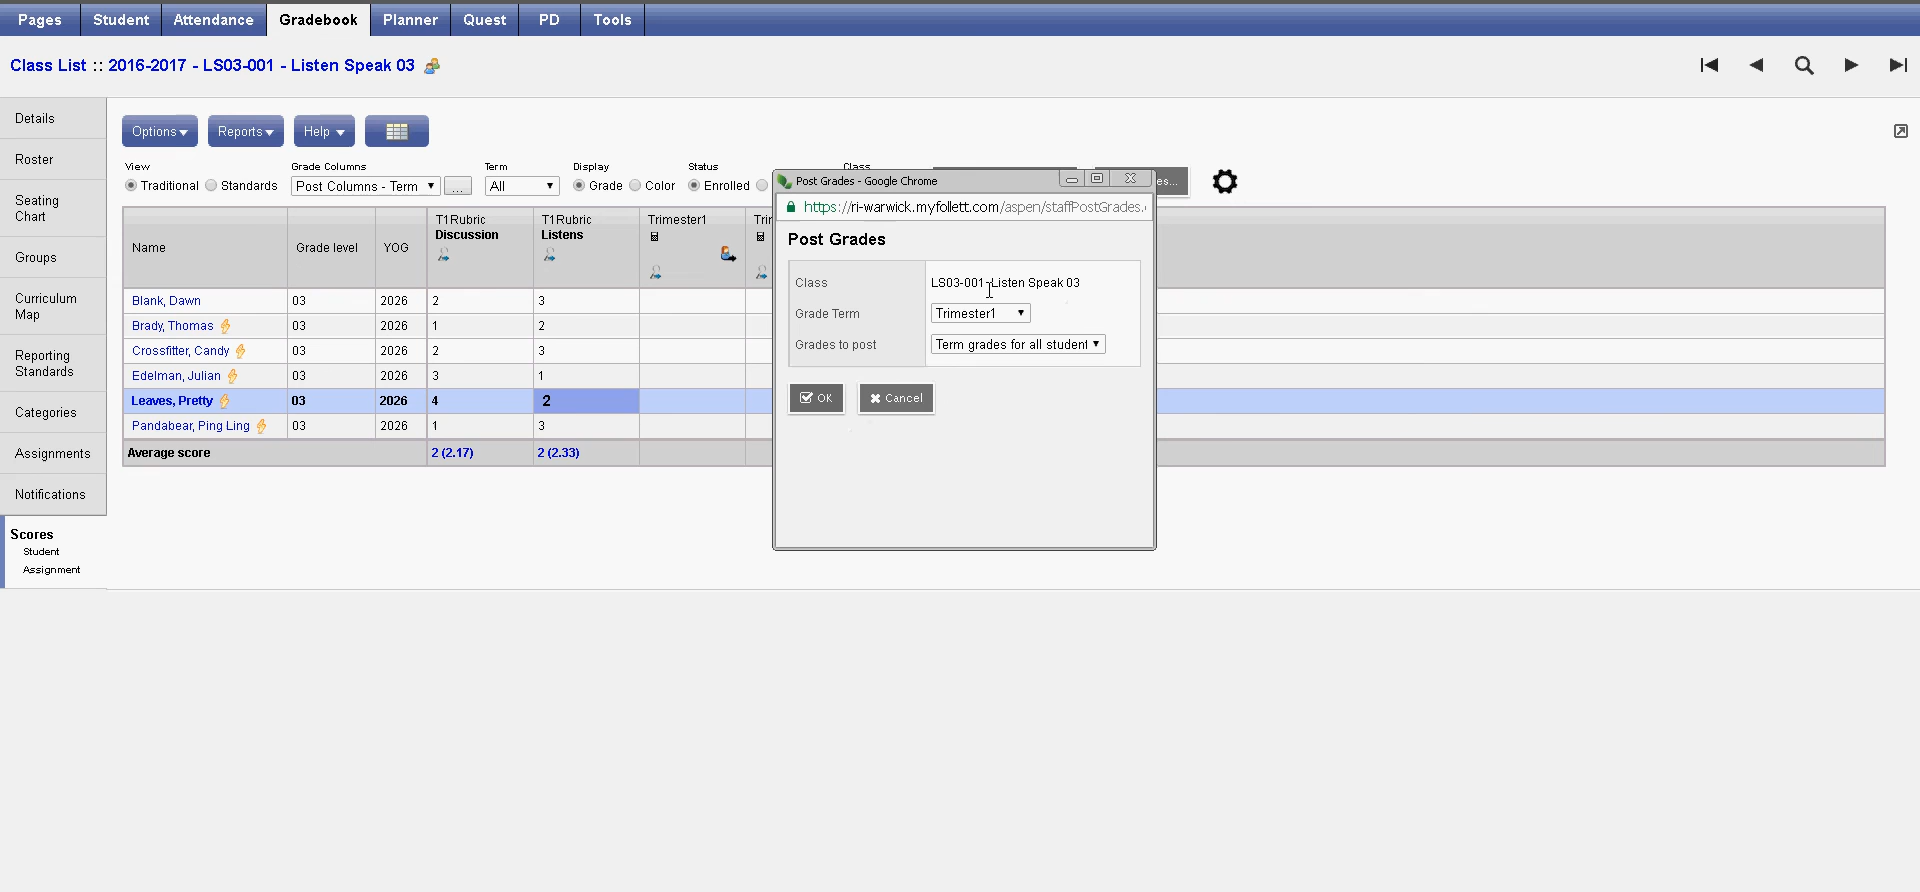 Pages Student Attendance Gradebook Planner Quest PD Tools
Class List :: 2016-2017 - LS03-001 - Listen Speak 03
Details
Roster
Seating
Chart
Groups
Curriculum
Map
Reporting
Standards
Categories
Assignments
Notifications
Scores
Student
Assignment
Options Reports Help
View Grade Columns Term Display Status Class
Traditional Standards Post Columns - Term ... All Grade Color Enrolled
Name Grade level YOG T1Rubric Discussion T1Rubric Listens Trimester1
Blank, Dawn 03 2026 2 3
Brady, Thomas 03 2026 1 2
Crossfitter, Candy 03 2026 2 3
Edelman, Julian 03 2026 3 1
Leaves, Pretty 03 2026 4 2
Pandabear, Ping Ling 03 2026 1 3
Average score 2 (2.17) 2 (2.33)
Post Grades - Google Chrome
https://ri-warwick.myfollett.com/aspen/staffPostGrades.
Post Grades
Class LS03-001-Listen Speak 03
Grade Term Trimester1
Grades to post Term grades for all student
OK Cancel